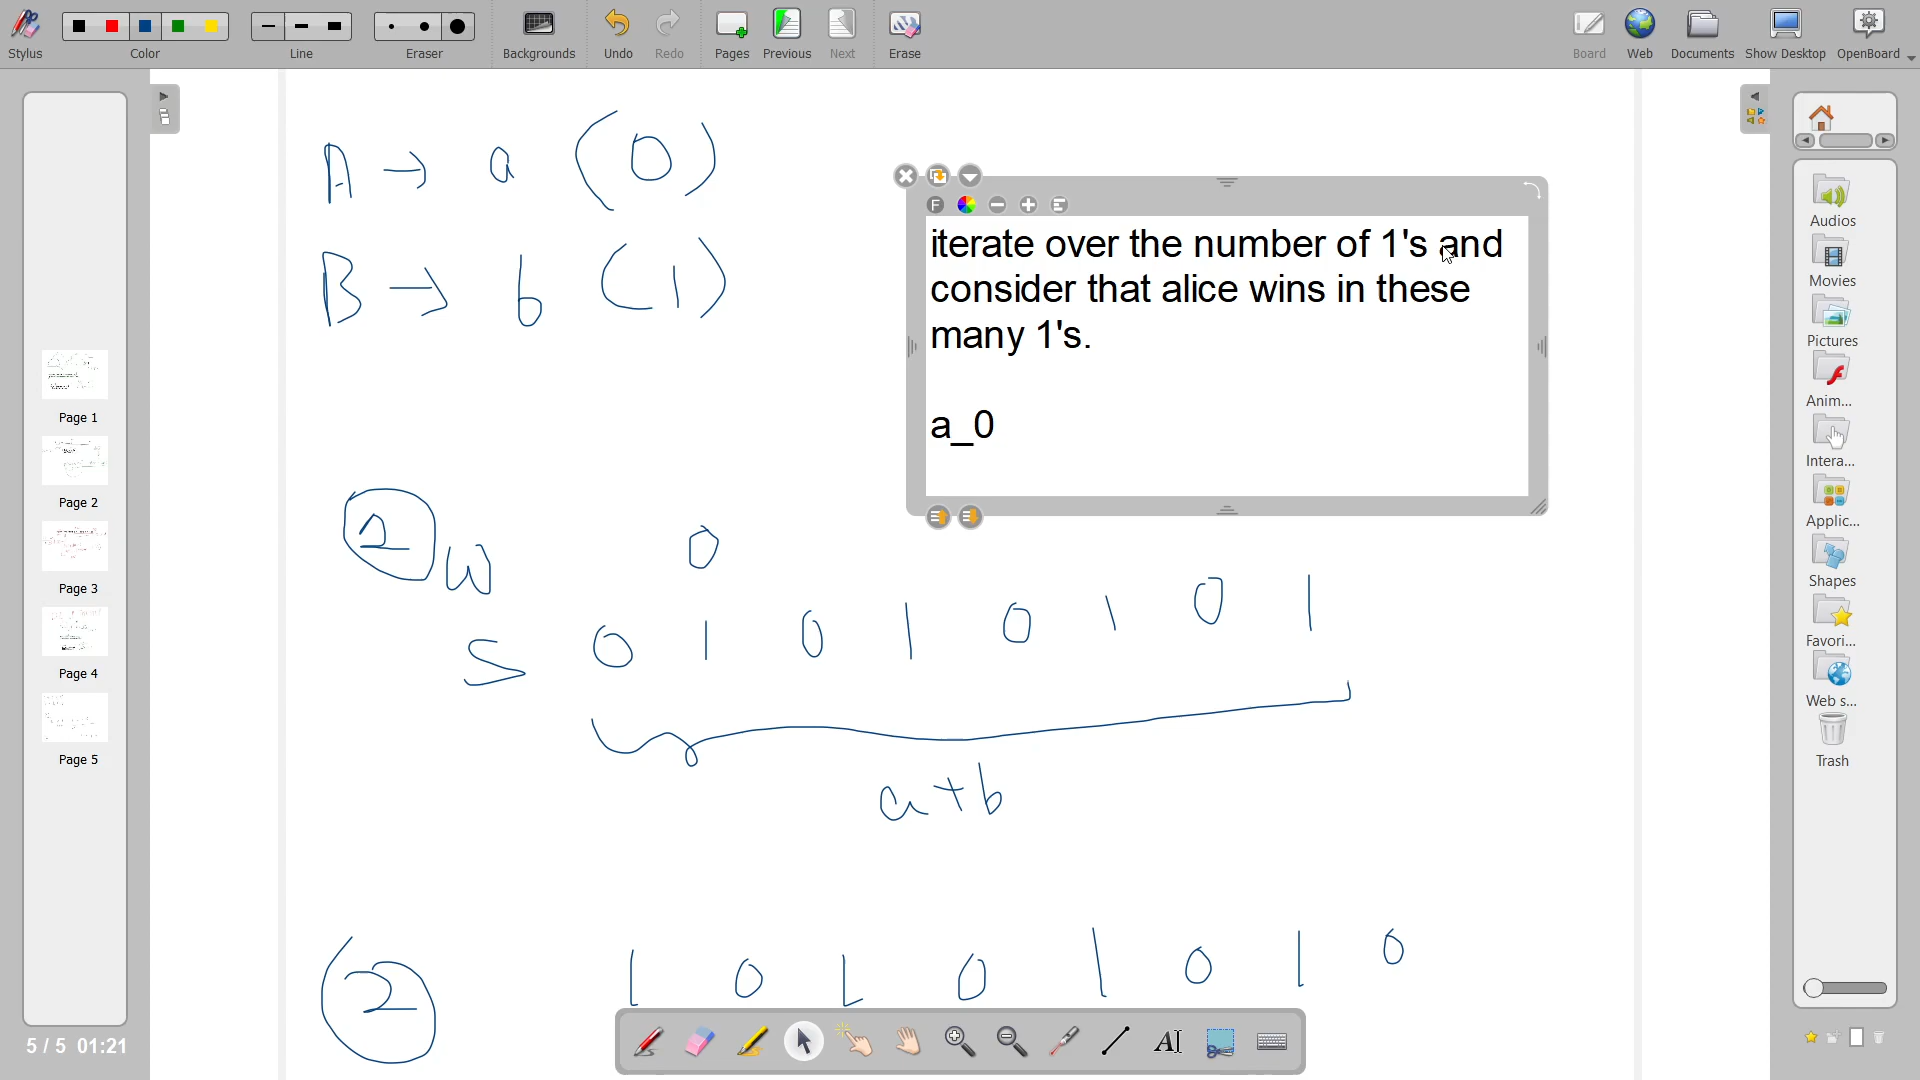 Stylus
Color
Line
Eraser
Backgrounds
Undo
Redo
Pages
Previous
Next
Erase
Board
Web
Documents
Show Desktop
OpenBoard
A → a (0)
B → b (1)
F
iterate over the number of 1's and
consider that alice wins in these
many 1's.
a_0
W 0
S 0 1 0 1 0 1 0 1
a+b
2 1 0 1 0 1 0 1 0
Page 1
Page 2
Page 3
Page 4
Page 5
5 / 5 01:21
Audios
Movies
Pictures
Anim...
Intera...
Applic...
Shapes
Favori...
Web s...
Trash
AI